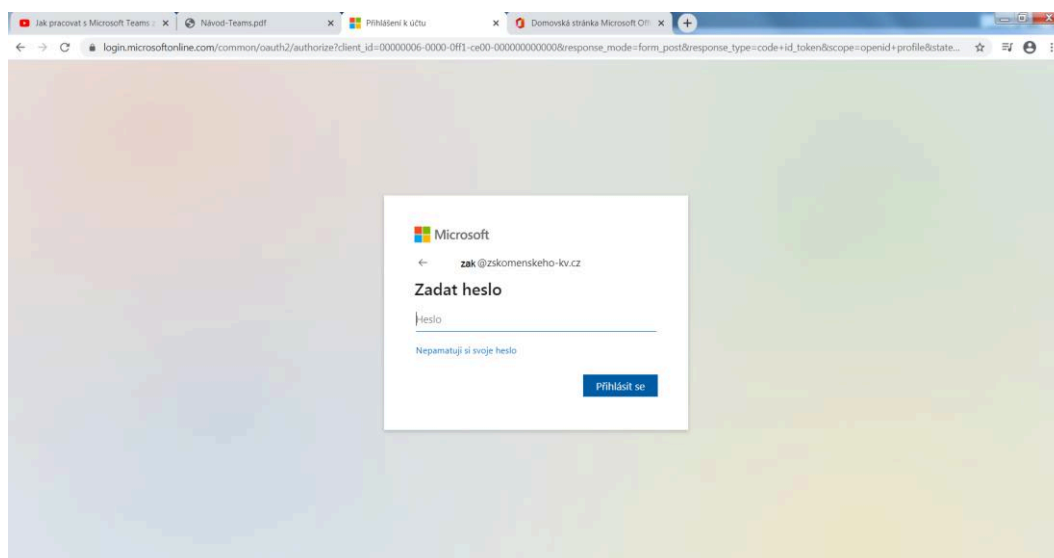 Jak pracovat s Microsoft Teams
Návod-Teams.pdf
Přihlášení k účtu
Domovská stránka Microsoft Off
login.microsoftonline.com/common/oauth2/authorize?client_id=00000006-0000-0ff1-ce00-000000000000&response_mode=form_post&response_type=code+id_token&scope=openid+profile&state...
Microsoft
zak @zskomenskeho-kv.cz
Zadat heslo
Heslo
Nepamatuji si svoje heslo
Přihlásit se